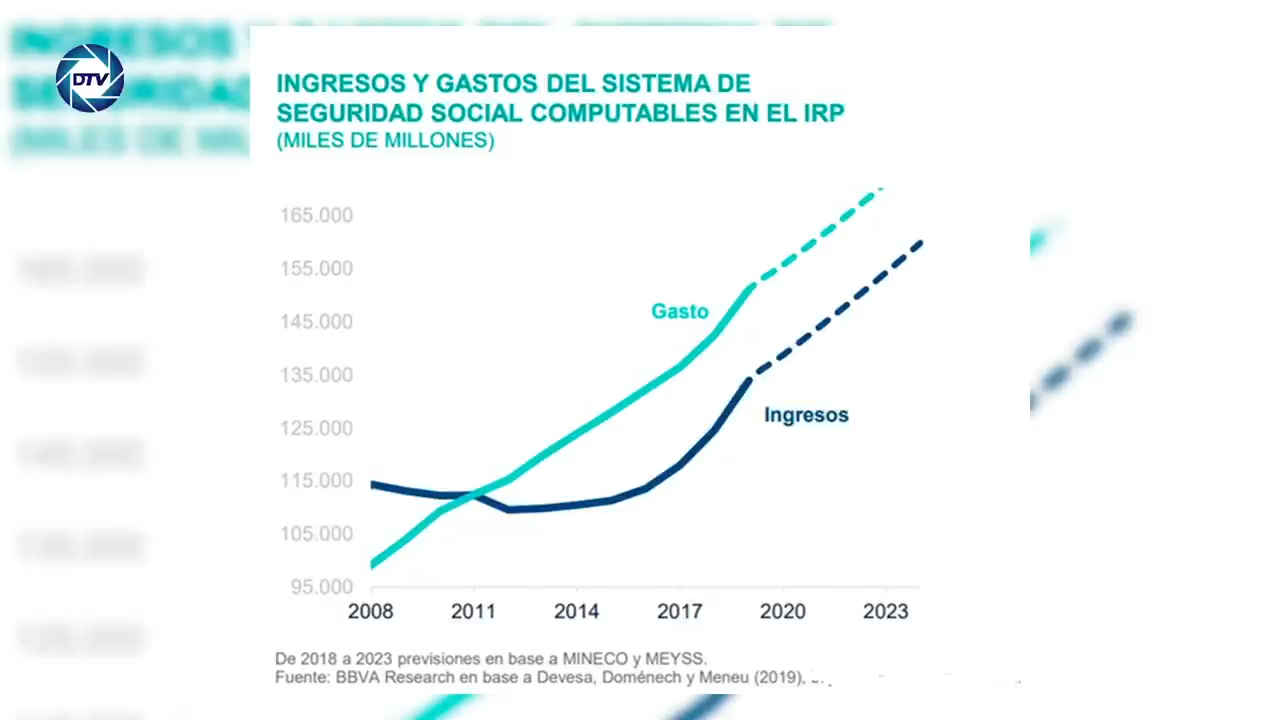 DTV
INGRESOS Y GASTOS DEL SISTEMA DE
SEGURIDAD SOCIAL COMPUTABLES EN EL IRP
(MILES DE MILLONES)
165.000
155.000
145.000
135.000
125.000
115.000
105.000
95.000
Gasto
Ingresos
2008 2011 2014 2017 2020 2023
De 2018 a 2023 previsiones en base a MINECO y MEYSS.
Fuente: BBVA Research en base a Devesa, Doménech y Meneu (2019),